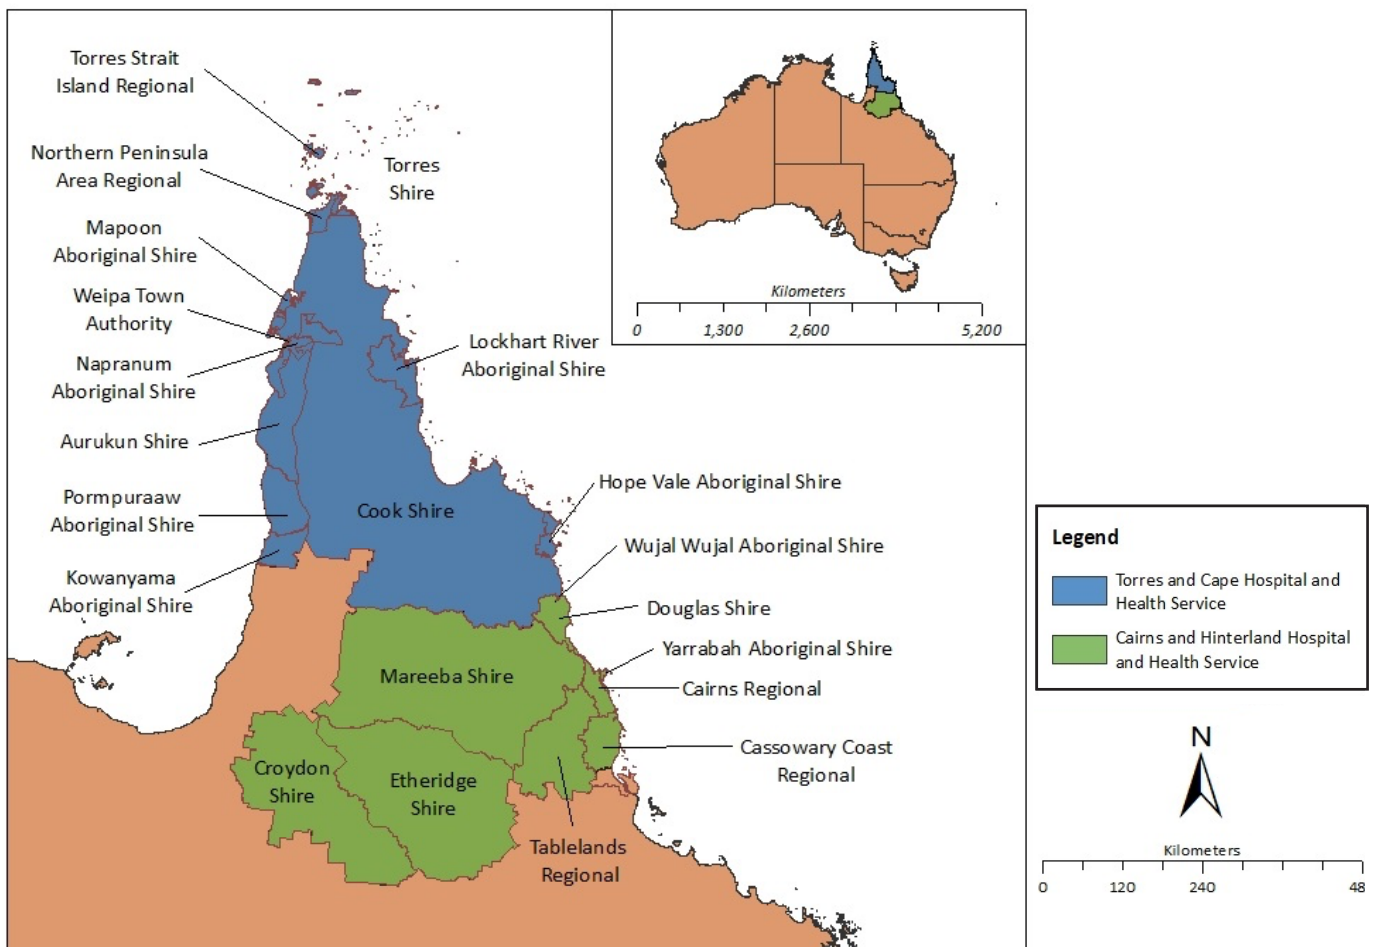 Torres Strait
Island Regional
Northern Peninsula
Area Regional
Torres
Shire
Mapoon
Aboriginal Shire
Weipa Town
Authority
Napranum
Aboriginal Shire
Lockhart River
Aboriginal Shire
Aurukun Shire
Pormpuraaw
Aboriginal Shire
Cook Shire
Hope Vale Aboriginal Shire
Wujal Wujal Aboriginal Shire
Kowanyama
Aboriginal Shire
Douglas Shire
Yarrabah Aboriginal Shire
Mareeba Shire
Cairns Regional
Cassowary Coast
Regional
Croydon
Shire
Etheridge
Shire
Tablelands
Regional
Kilometers
0 1,300 2,600 5,200
Legend
Torres and Cape Hospital and
Health Service
Cairns and Hinterland Hospital
and Health Service
N
Kilometers
0 120 240 48